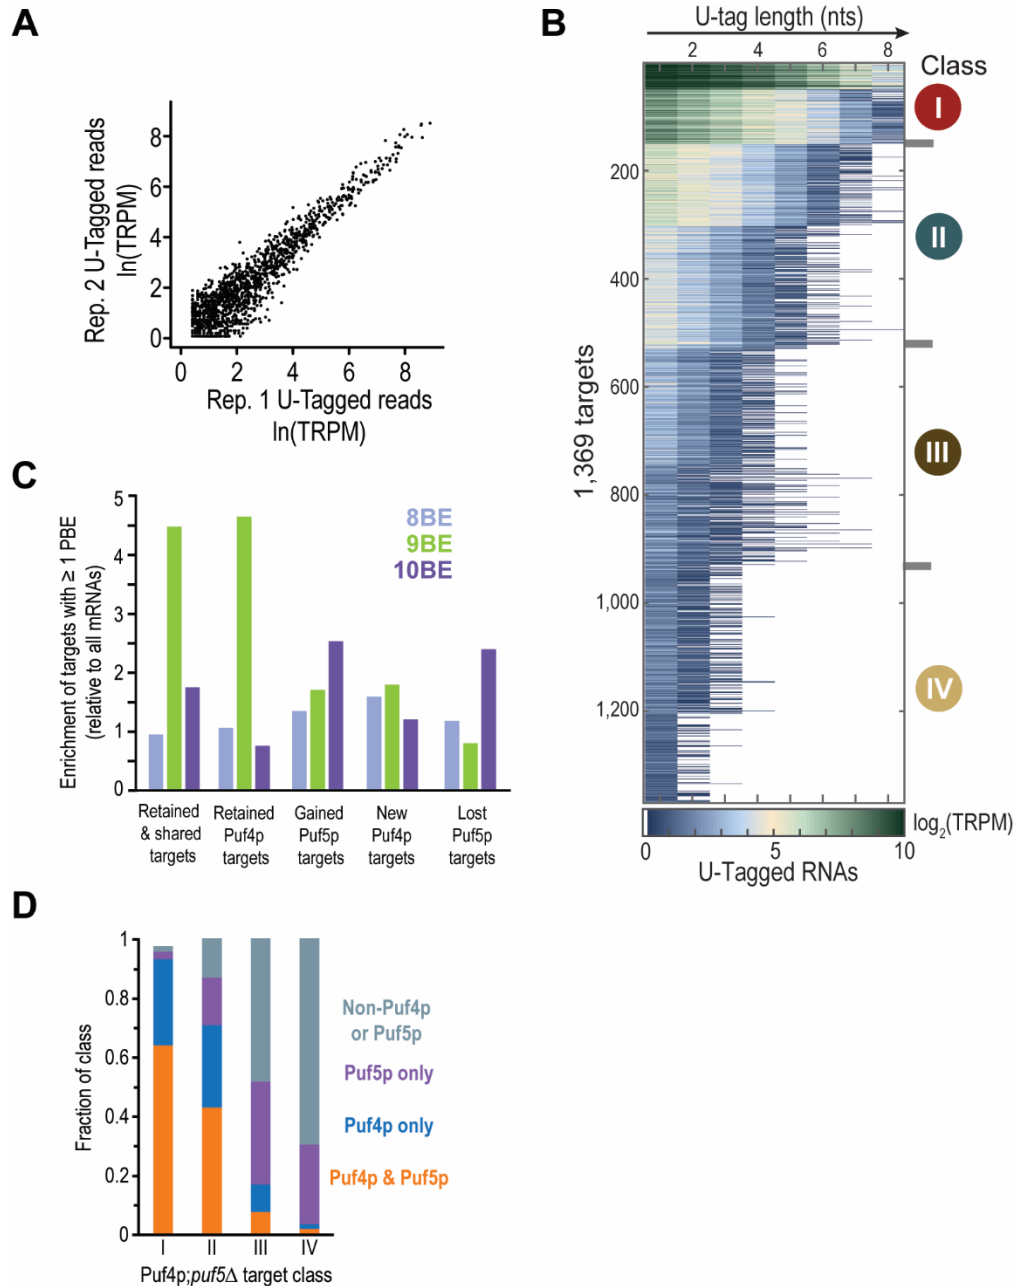 A
8
6
4
2
0
Rep. 2 U-Tagged reads
ln(TRPM)
0 2 4 6 8
Rep. 1 U-Tagged reads
ln(TRPM)
B
U-tag length (nts)
2 4 6 8
Class
I
II
III
IV
200
400
600
800
1,000
1,200
1,369 targets
log2(TRPM)
0 5 10
U-Tagged RNAs
C
5
4
3
2
1
0
Enrichment of targets with ≥ 1 PBE
(relative to all mRNAs)
8BE
9BE
10BE
Retained
& shared
targets
Retained
Puf4p
targets
Gained
Puf5p
targets
New
Puf4p
targets
Lost
Puf5p
targets
D
1
0.8
0.6
0.4
0.2
0
Fraction of class
Non-Puf4p
or Puf5p
Puf5p only
Puf4p only
Puf4p & Puf5p
I II III IV
Puf4p;puf5Δ target class